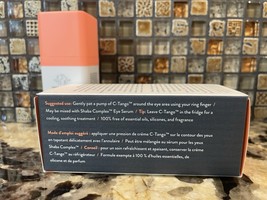 Suggested use: Gently pat a pump of C-Tango™ around the eye area using your ring finger /
May be mixed with Shaba Complex™ Eye Serum / Tip: Leave C-Tango™ in the fridge for a
cooling, soothing treatment / 100% free of essential oils, silicones, and fragrance
Mode d'emploi suggéré : appliquer une pression de crème C-Tango™ sur le contour des yeux
en tapotant délicatement avec l'annulaire / Peut être mélangé au sérum pour les yeux
Shaba Complex™ / Conseil : pour un soin rafraîchissant et apaisant, conserver la crème
C-Tango™ au réfrigérateur / Formule exempte à 100 % d'huiles essentielles, de
silicone et de parfum